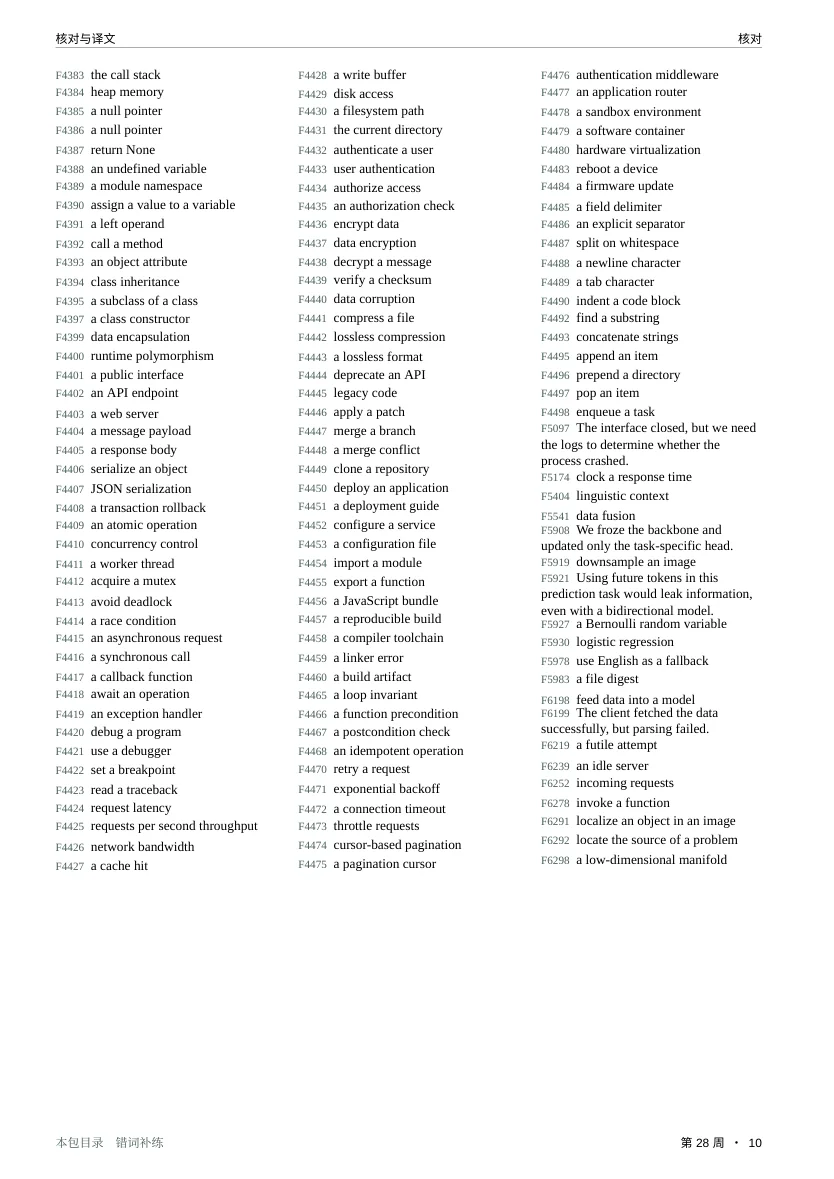 核对与译文
核对
F4383 the call stack
F4384 heap memory
F4385 a null pointer
F4386 a null pointer
F4387 return None
F4388 an undefined variable
F4389 a module namespace
F4390 assign a value to a variable
F4391 a left operand
F4392 call a method
F4393 an object attribute
F4394 class inheritance
F4395 a subclass of a class
F4397 a class constructor
F4399 data encapsulation
F4400 runtime polymorphism
F4401 a public interface
F4402 an API endpoint
F4403 a web server
F4404 a message payload
F4405 a response body
F4406 serialize an object
F4407 JSON serialization
F4408 a transaction rollback
F4409 an atomic operation
F4410 concurrency control
F4411 a worker thread
F4412 acquire a mutex
F4413 avoid deadlock
F4414 a race condition
F4415 an asynchronous request
F4416 a synchronous call
F4417 a callback function
F4418 await an operation
F4419 an exception handler
F4420 debug a program
F4421 use a debugger
F4422 set a breakpoint
F4423 read a traceback
F4424 request latency
F4425 requests per second throughput
F4426 network bandwidth
F4427 a cache hit
F4428 a write buffer
F4429 disk access
F4430 a filesystem path
F4431 the current directory
F4432 authenticate a user
F4433 user authentication
F4434 authorize access
F4435 an authorization check
F4436 encrypt data
F4437 data encryption
F4438 decrypt a message
F4439 verify a checksum
F4440 data corruption
F4441 compress a file
F4442 lossless compression
F4443 a lossless format
F4444 deprecate an API
F4445 legacy code
F4446 apply a patch
F4447 merge a branch
F4448 a merge conflict
F4449 clone a repository
F4450 deploy an application
F4451 a deployment guide
F4452 configure a service
F4453 a configuration file
F4454 import a module
F4455 export a function
F4456 a JavaScript bundle
F4457 a reproducible build
F4458 a compiler toolchain
F4459 a linker error
F4460 a build artifact
F4465 a loop invariant
F4466 a function precondition
F4467 a postcondition check
F4468 an idempotent operation
F4470 retry a request
F4471 exponential backoff
F4472 a connection timeout
F4473 throttle requests
F4474 cursor-based pagination
F4475 a pagination cursor
F4476 authentication middleware
F4477 an application router
F4478 a sandbox environment
F4479 a software container
F4480 hardware virtualization
F4483 reboot a device
F4484 a firmware update
F4485 a field delimiter
F4486 an explicit separator
F4487 split on whitespace
F4488 a newline character
F4489 a tab character
F4490 indent a code block
F4492 find a substring
F4493 concatenate strings
F4495 append an item
F4496 prepend a directory
F4497 pop an item
F4498 enqueue a task
F5097 The interface closed, but we need
the logs to determine whether the
process crashed.
F5174 clock a response time
F5404 linguistic context
F5541 data fusion
F5908 We froze the backbone and
updated only the task-specific head.
F5919 downsample an image
F5921 Using future tokens in this
prediction task would leak information,
even with a bidirectional model.
F5927 a Bernoulli random variable
F5930 logistic regression
F5978 use English as a fallback
F5983 a file digest
F6198 feed data into a model
F6199 The client fetched the data
successfully, but parsing failed.
F6219 a futile attempt
F6239 an idle server
F6252 incoming requests
F6278 invoke a function
F6291 localize an object in an image
F6292 locate the source of a problem
F6298 a low-dimensional manifold
本包目录 错词补练
第 28 周 · 10